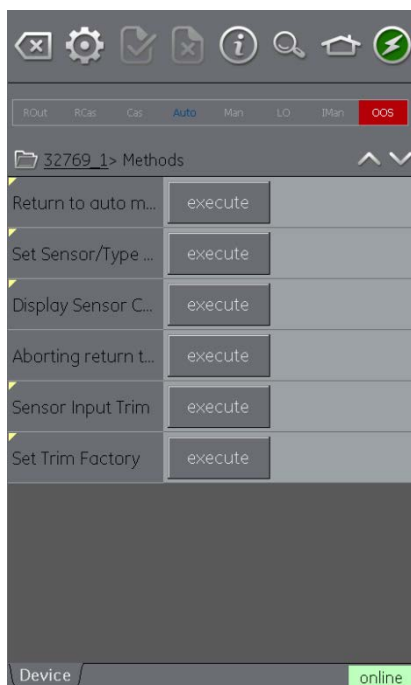 ROut RCas Cas Auto Man LO IMan OOS
32769_1> Methods
Return to auto m... execute
Set Sensor/Type ... execute
Display Sensor C... execute
Aborting return t... execute
Sensor Input Trim execute
Set Trim Factory execute
Device online